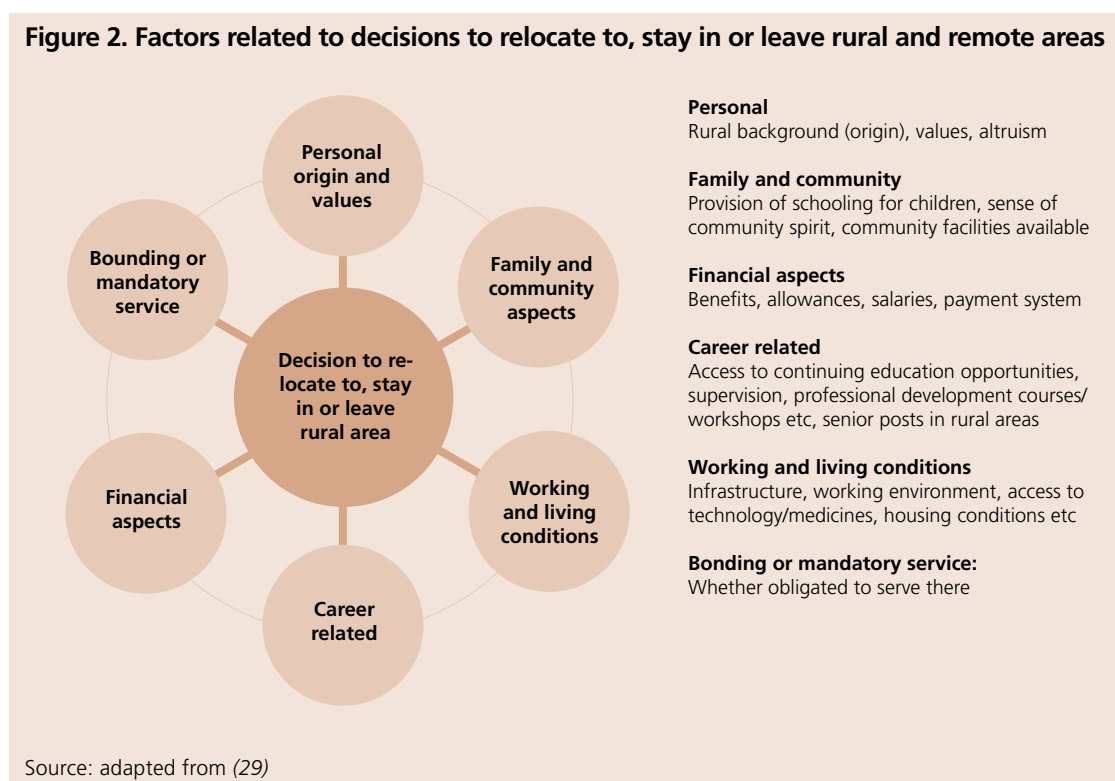 Figure 2. Factors related to decisions to relocate to, stay in or leave rural and remote areas
Personal
origin and
values
Family and
community
aspects
Working
and living
conditions
Career
related
Financial
aspects
Bounding or
mandatory
service
Decision to re-
locate to, stay
in or leave
rural area
Personal
Rural background (origin), values, altruism
Family and community
Provision of schooling for children, sense of
community spirit, community facilities available
Financial aspects
Benefits, allowances, salaries, payment system
Career related
Access to continuing education opportunities,
supervision, professional development courses/
workshops etc, senior posts in rural areas
Working and living conditions
Infrastructure, working environment, access to
technology/medicines, housing conditions etc
Bonding or mandatory service:
Whether obligated to serve there
Source: adapted from (29)